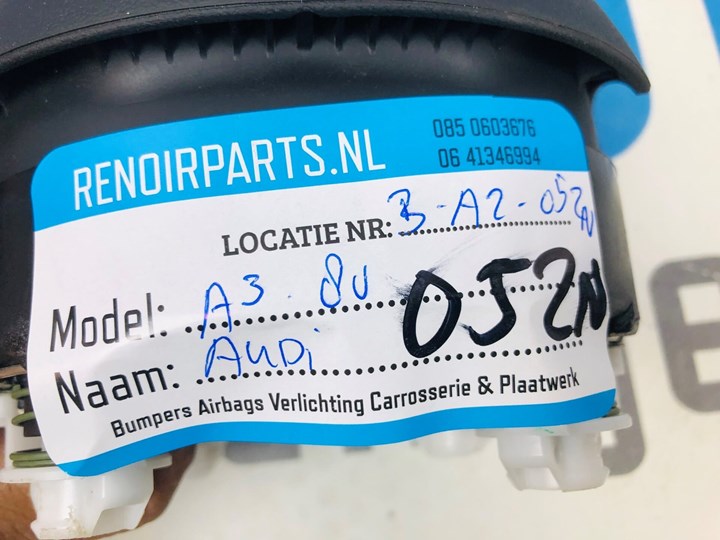 RENOIRPARTS.NL
085 0603676
06 41346994
LOCATIE NR: 3-A2-052N
Model: A3 8U
052N
Naam: AUDi
Bumpers Airbags Verlichting Carrosserie & Plaatwerk